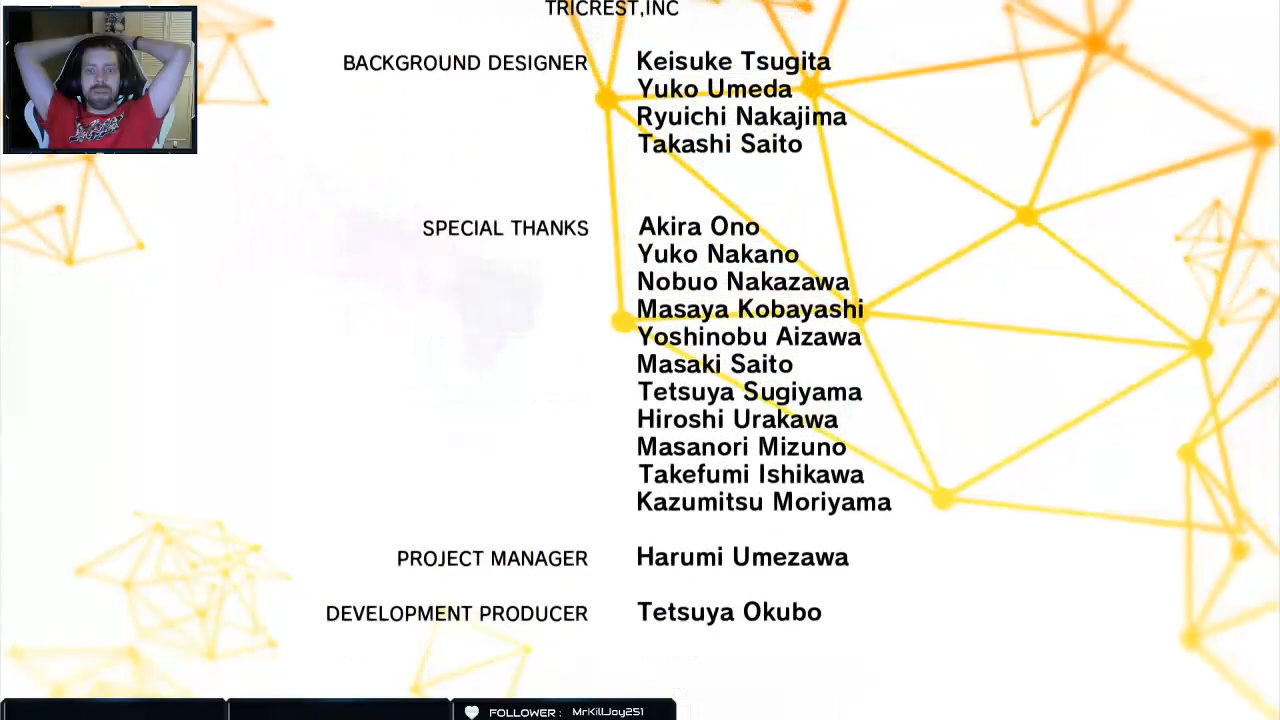 TRICREST,INC
BACKGROUND DESIGNER Keisuke Tsugita
Yuko Umeda
Ryuichi Nakajima
Takashi Saito
SPECIAL THANKS Akira Ono
Yuko Nakano
Nobuo Nakazawa
Masaya Kobayashi
Yoshinobu Aizawa
Masaki Saito
Tetsuya Sugiyama
Hiroshi Urakawa
Masanori Mizuno
Takefumi Ishikawa
Kazumitsu Moriyama
PROJECT MANAGER Harumi Umezawa
DEVELOPMENT PRODUCER Tetsuya Okubo
FOLLOWER: MrKillJoy251